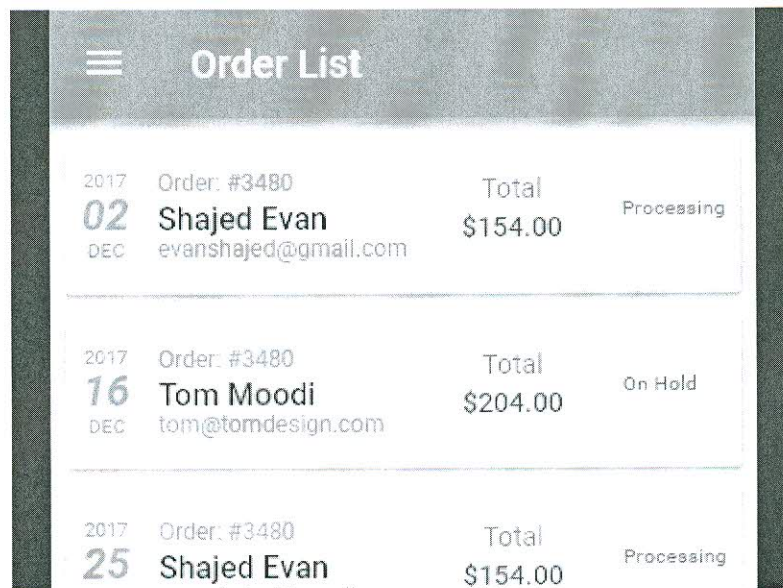 Order List
2017 Order: #3480 Total
02 Shajed Evan $154.00 Processing
DEC evanshajed@gmail.com
2017 Order: #3480 Total
16 Tom Moodi $204.00 On Hold
DEC tom@tomdesign.com
2017 Order: #3480 Total
25 Shajed Evan $154.00 Processing